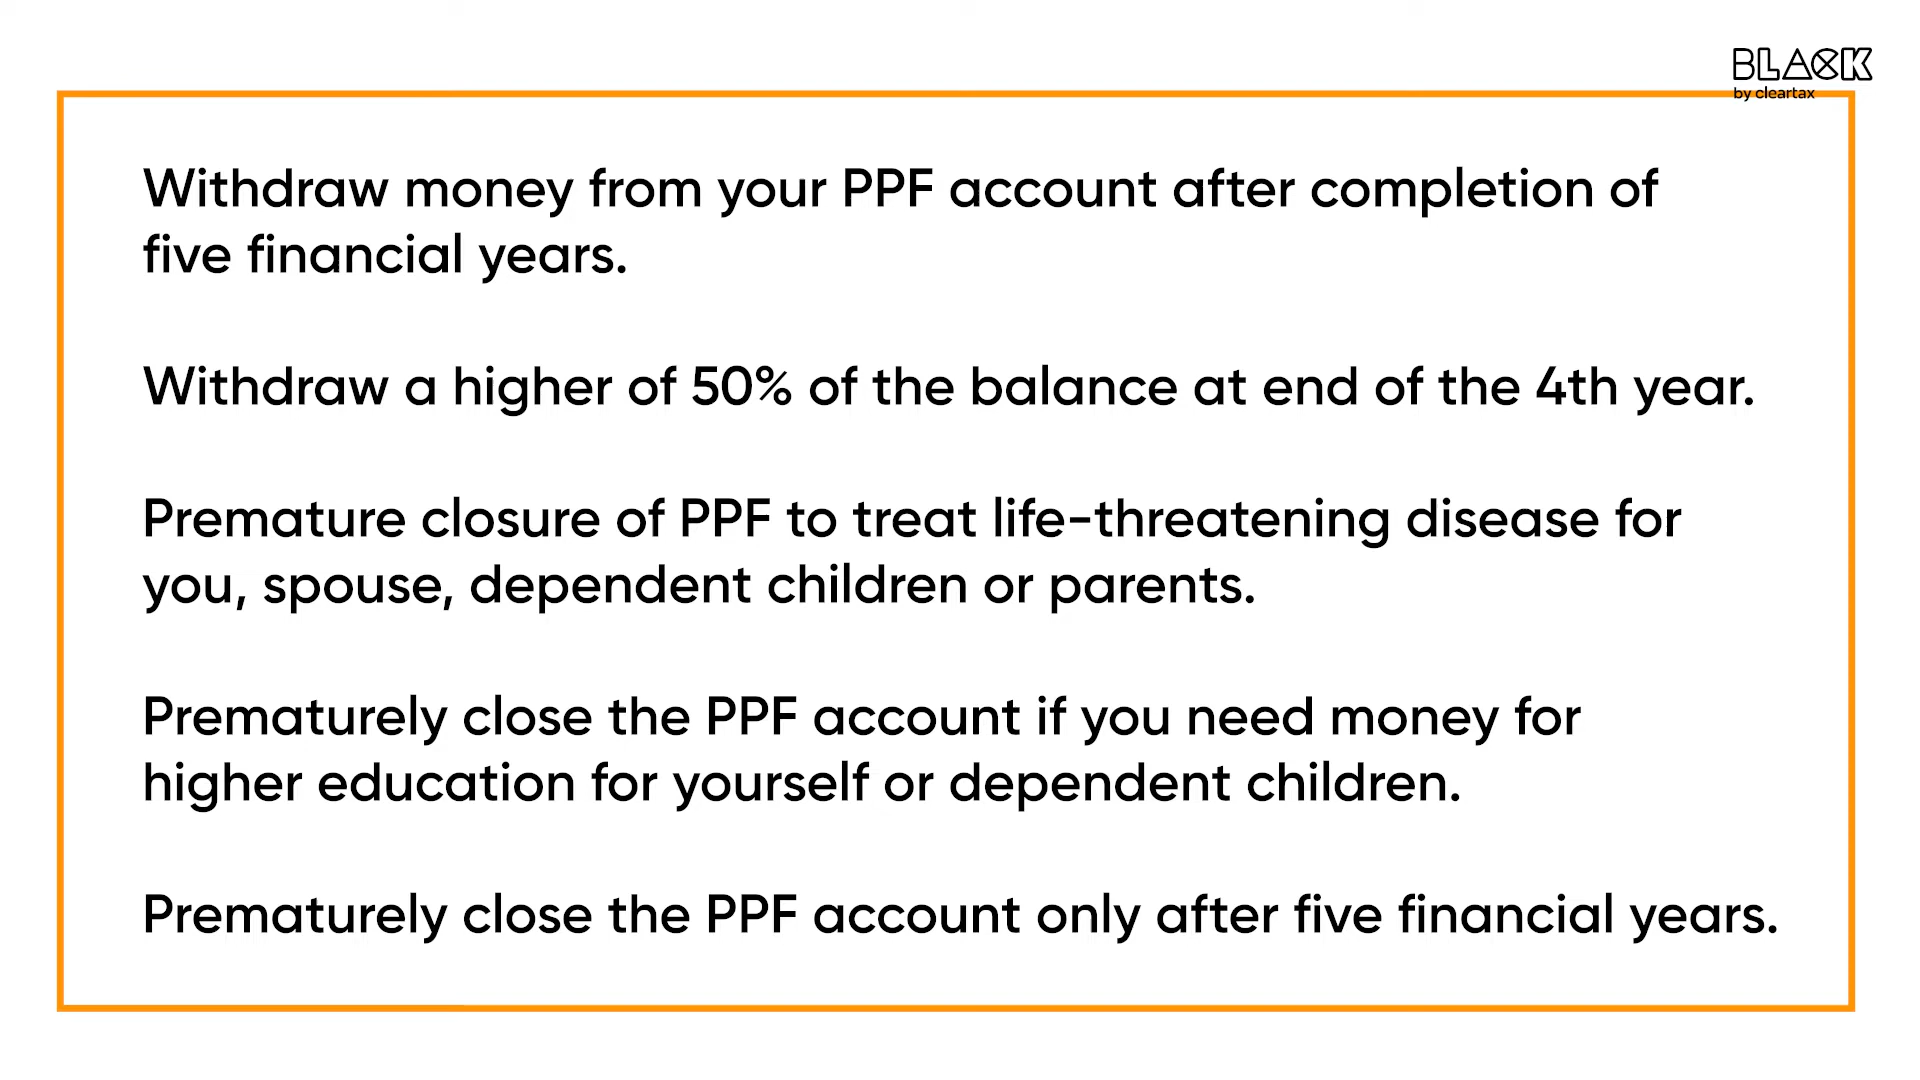 BLACK
by cleartax
Withdraw money from your PPF account after completion of
five financial years.
Withdraw a higher of 50% of the balance at end of the 4th year.
Premature closure of PPF to treat life-threatening disease for
you, spouse, dependent children or parents.
Prematurely close the PPF account if you need money for
higher education for yourself or dependent children.
Prematurely close the PPF account only after five financial years.